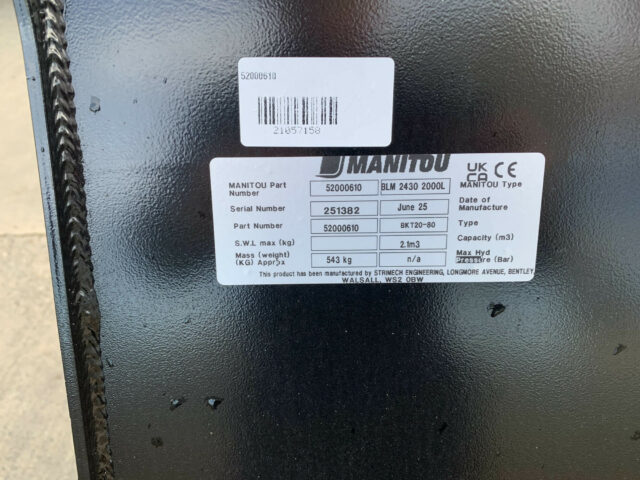 52000610
21057158
MANITOU
UK CA CE
MANITOU Part Number 52000610 BLM 2430 2000L MANITOU Type
Serial Number 251382 June 25 Date of Manufacture
Part Number 52000610 BKT20-80 Type
S.W.L max (kg) 2.1m3 Capacity (m3)
Mass (weight) (KG) Approx 543 kg n/a Max Hyd Pressure (Bar)
This product has been manufactured by STRIMECH ENGINEERING, LONGMORE AVENUE, BENTLEY,
WALSALL, WS2 0BW